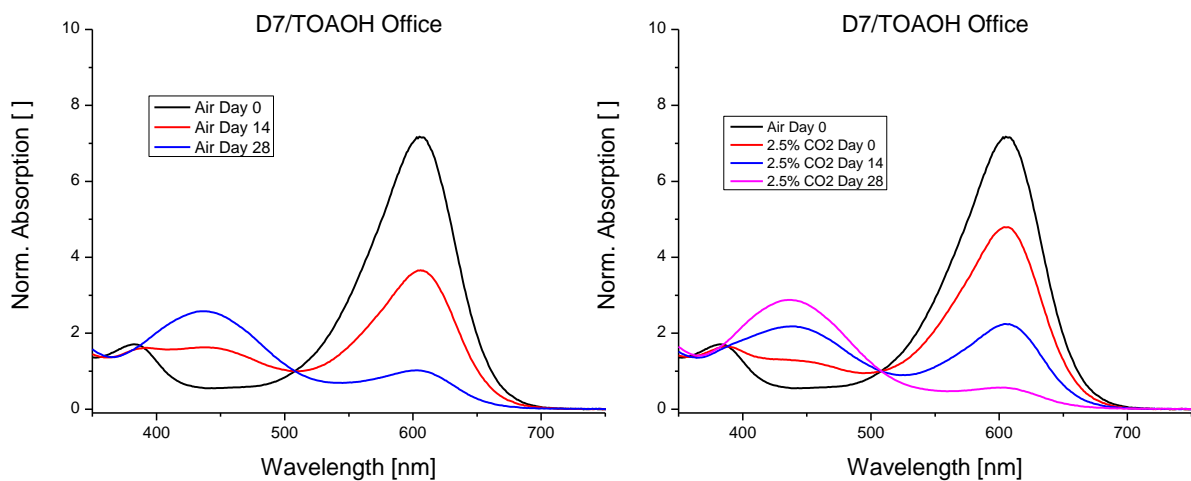 D7/TOAOH Office
Norm. Absorption [ ]
10
8
6
4
2
0
Air Day 0
Air Day 14
Air Day 28
400
500
600
700
Wavelength [nm]
D7/TOAOH Office
Norm. Absorption [ ]
10
8
6
4
2
0
Air Day 0
2.5% CO2 Day 0
2.5% CO2 Day 14
2.5% CO2 Day 28
400
500
600
700
Wavelength [nm]